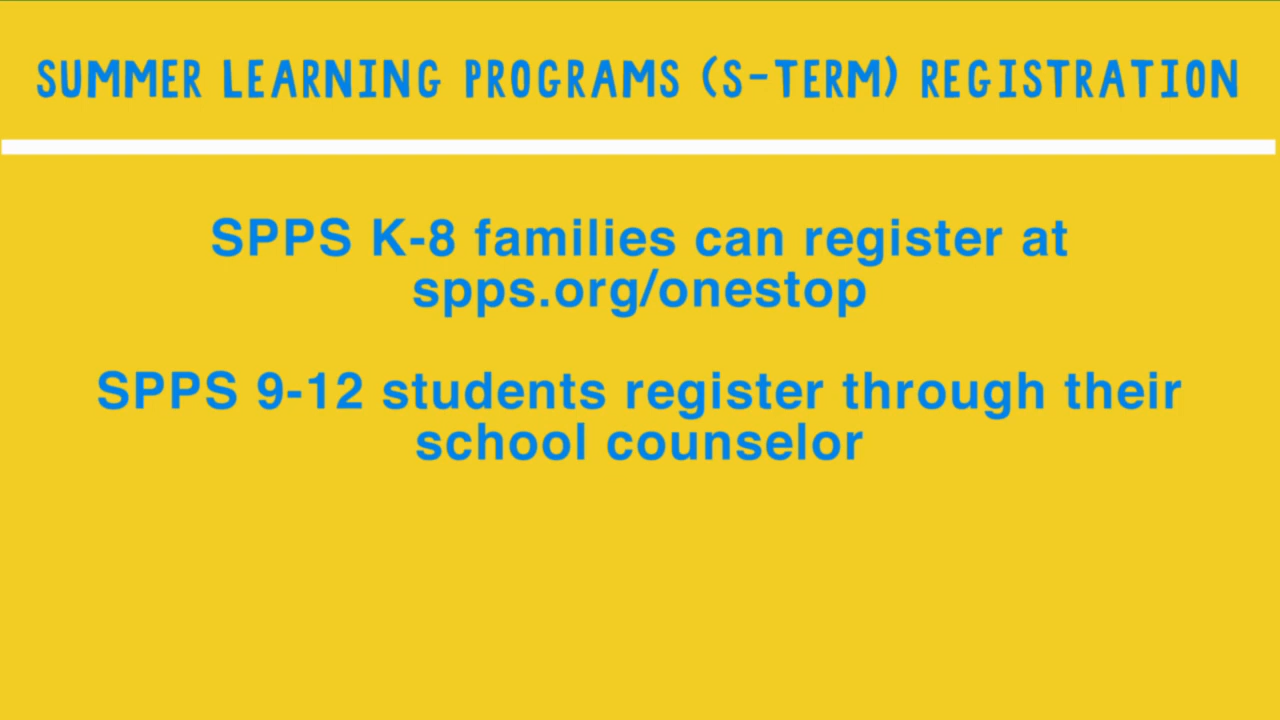 SUMMER LEARNING PROGRAMS (S-TERM) REGISTRATION
SPPS K-8 families can register at
spps.org/onestop
SPPS 9-12 students register through their
school counselor